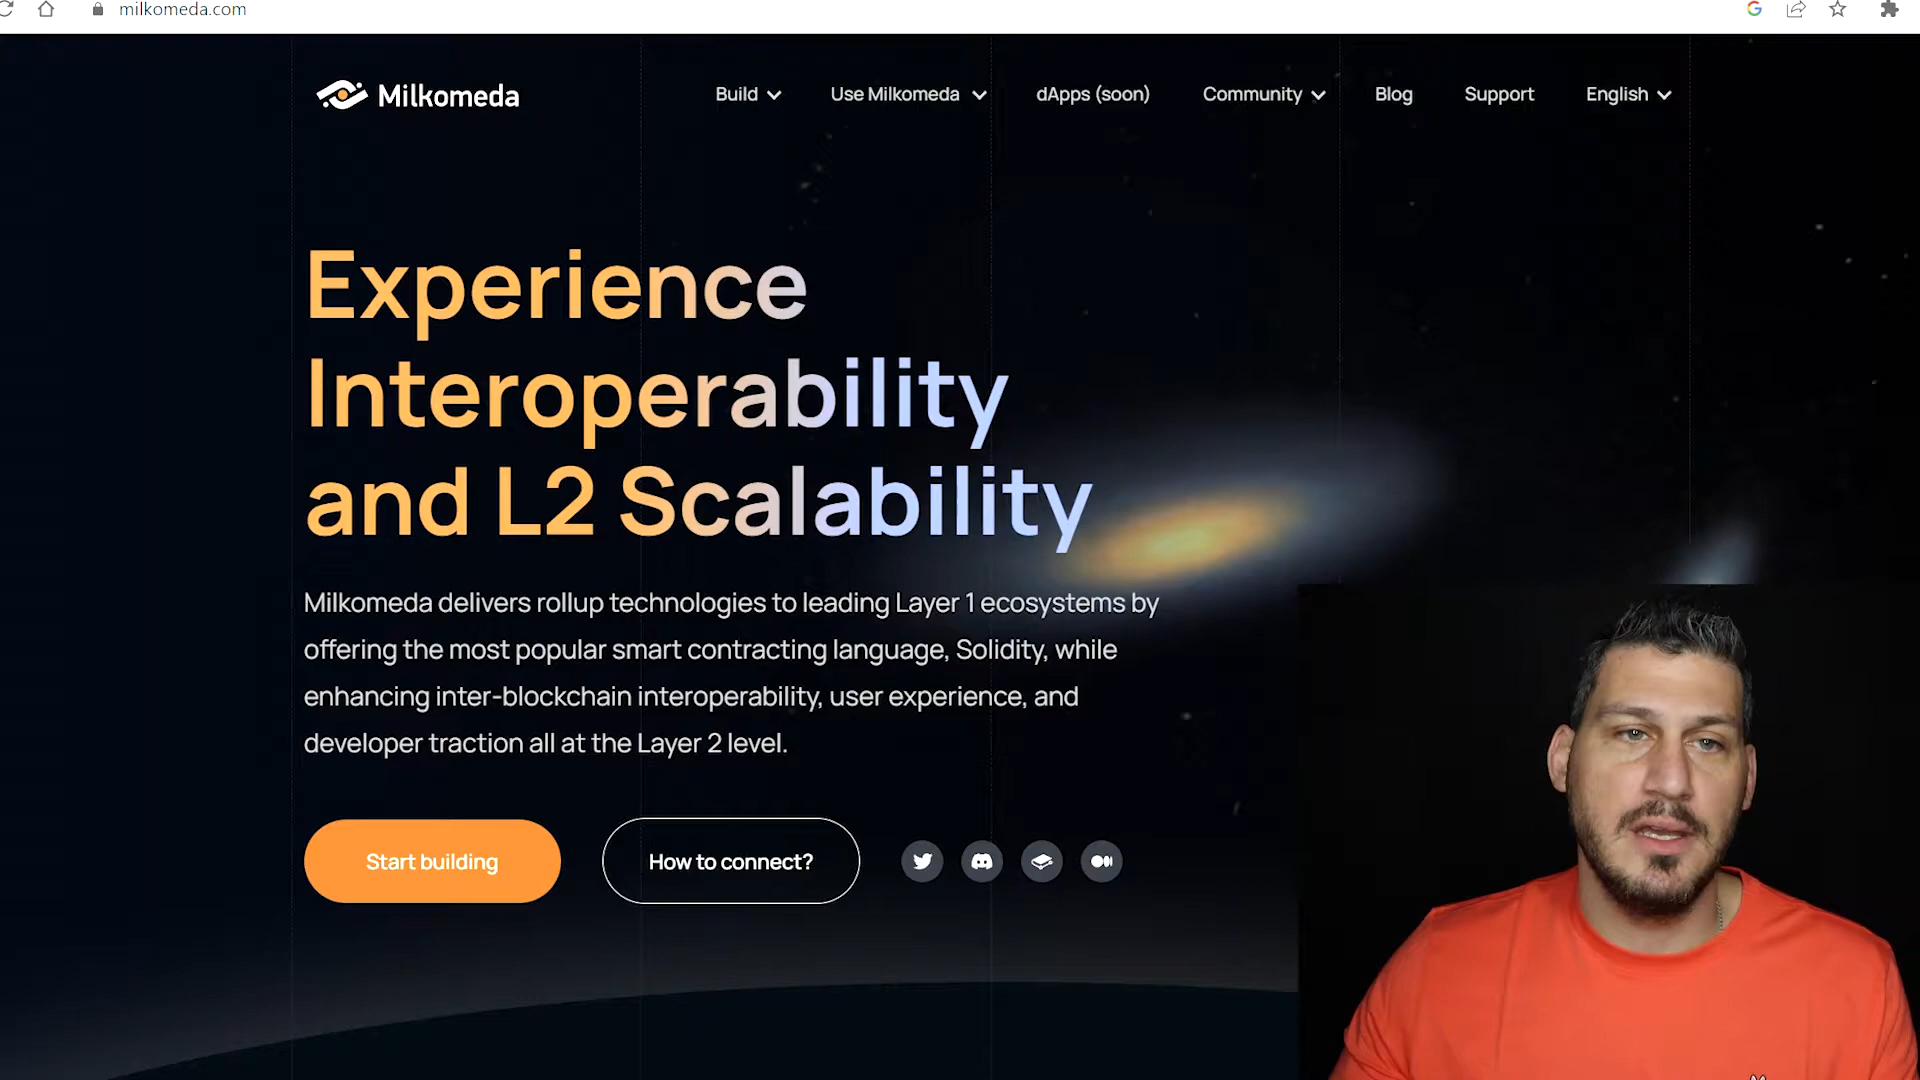 milkomeda.com
Milkomeda
Build
Use Milkomeda
dApps (soon)
Community
Blog
Support
English
Experience
Interoperability
and L2 Scalability
Milkomeda delivers rollup technologies to leading Layer 1 ecosystems by
offering the most popular smart contracting language, Solidity, while
enhancing inter-blockchain interoperability, user experience, and
developer traction all at the Layer 2 level.
Start building
How to connect?